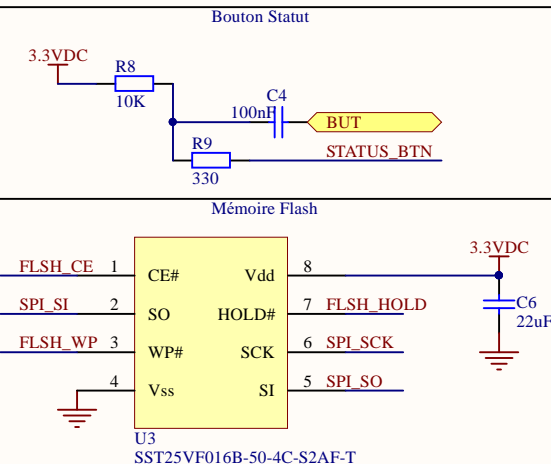 Bouton Statut
3.3VDC
R8
10K
C4
100nF
BUT
R9
330
STATUS_BTN
Mémoire Flash
FLSH_CE 1 CE# Vdd 8
3.3VDC
SPI_SI 2 SO HOLD# 7 FLSH_HOLD
C6
22uF
FLSH_WP 3 WP# SCK 6 SPI_SCK
4 Vss SI 5 SPI_SO
U3
SST25VF016B-50-4C-S2AF-T